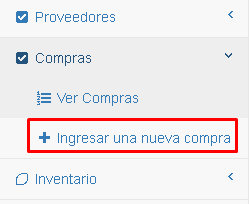 Proveedores
Compras
Ver Compras
Ingresar una nueva compra
Inventario